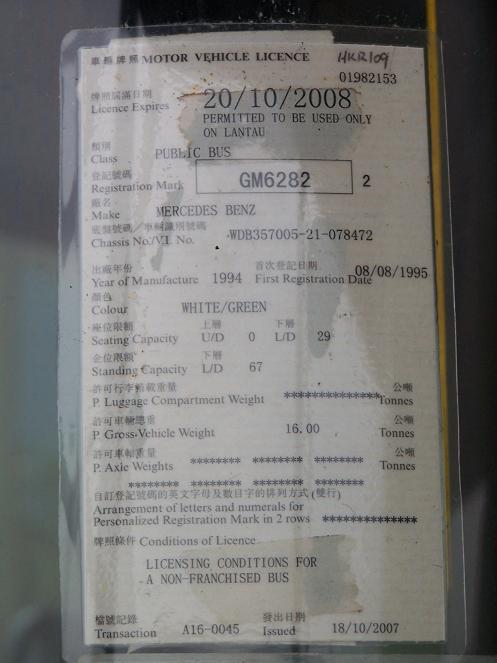 車輛牌照 MOTOR VEHICLE LICENCE HKR109
01982153
牌照屆滿日期
Licence Expires 20/10/2008
PERMITTED TO BE USED ONLY
ON LANTAU
類別
Class PUBLIC BUS
登記號碼
Registration Mark GM6282 2
廠名
Make MERCEDES BENZ
底盤號碼／車輛識別號碼
Chassis No./V.I. No. WDB357005-21-078472
出廠年份 首次登記日期
Year of Manufacture 1994 First Registration Date 08/08/1995
顏色
Colour WHITE/GREEN
座位限額 上層 下層
Seating Capacity U/D 0 L/D 29
企位限額 下層
Standing Capacity L/D 67
許可行李箱載重量 公噸
P. Luggage Compartment Weight ************** Tonnes
許可車輛總重 公噸
P. Gross Vehicle Weight 16.00 Tonnes
許可車軸重量 公噸
P. Axle Weights ******** ******** ******** Tonnes
******** ******** ******** ********
自訂登記號碼的英文字母及數目字的排列方式 (雙行)
Arrangement of letters and numerals for
Personalized Registration Mark in 2 rows **************
牌照條件 Conditions of Licence
LICENSING CONDITIONS FOR
A NON-FRANCHISED BUS
檔號記錄 發出日期
Transaction A16-0045 Issued 18/10/2007